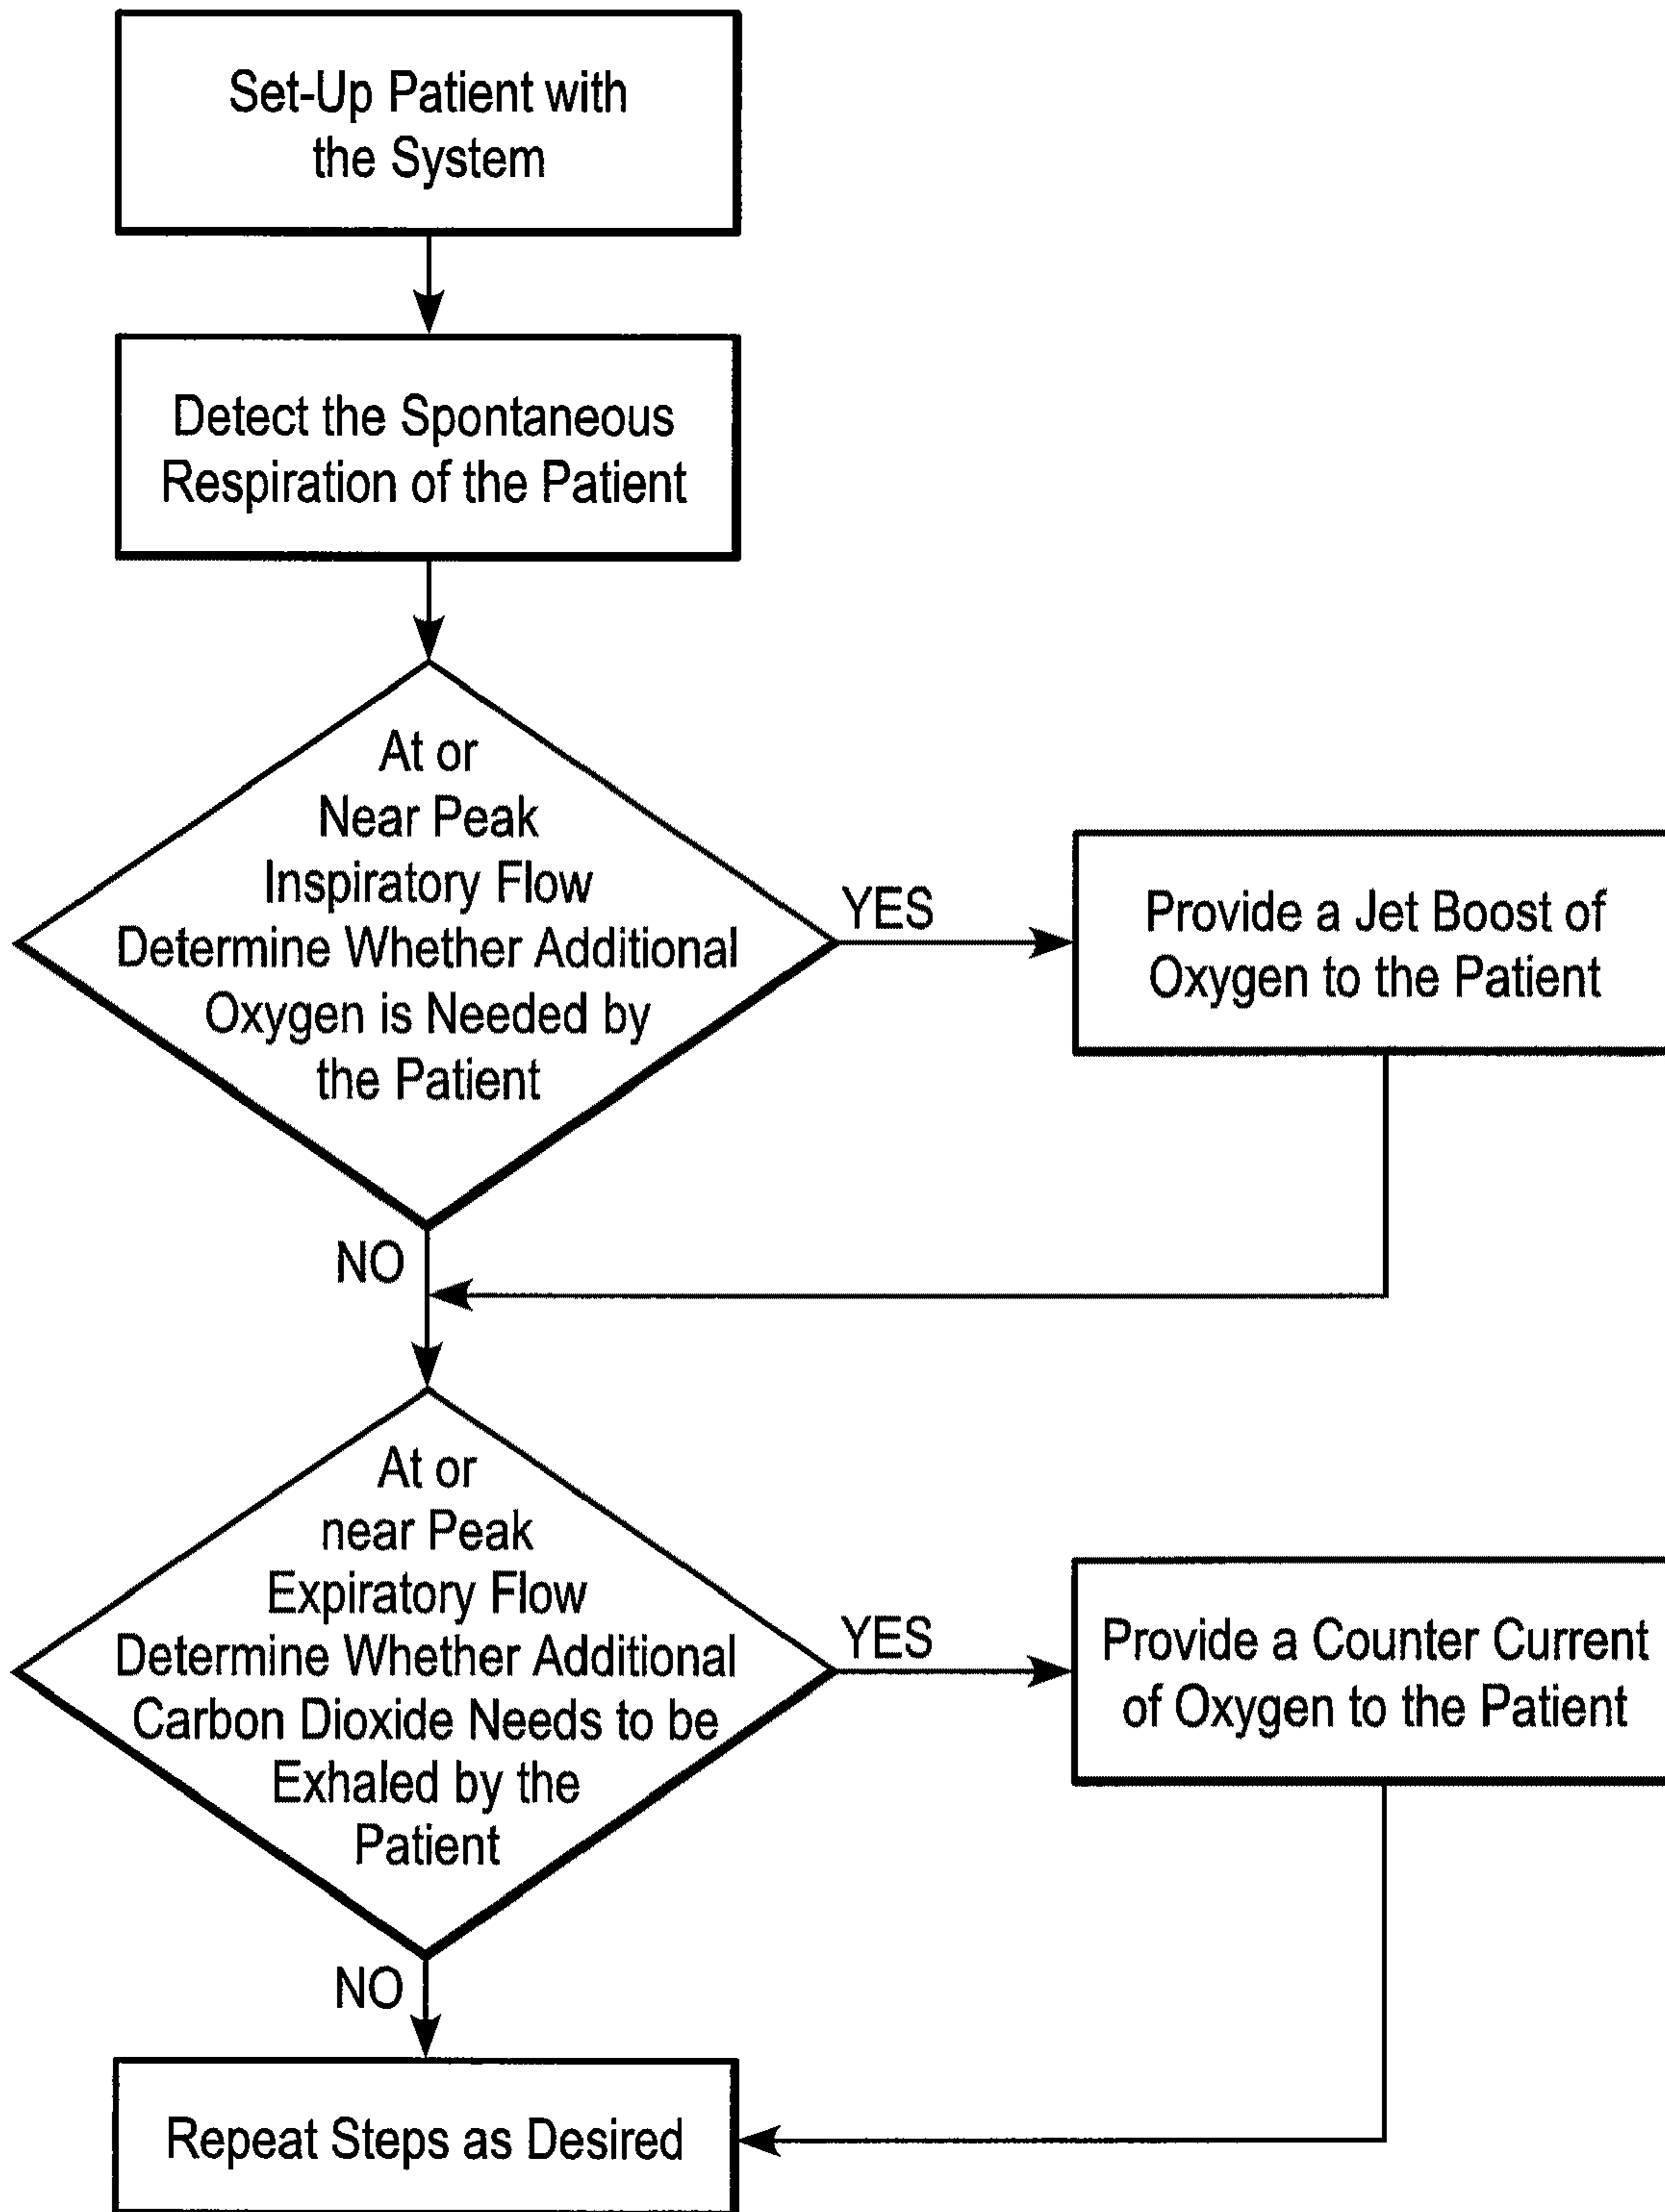 Set-Up Patient with
the System
Detect the Spontaneous
Respiration of the Patient
At or
Near Peak
Inspiratory Flow
Determine Whether Additional
Oxygen is Needed by
the Patient
YES
Provide a Jet Boost of
Oxygen to the Patient
NO
At or
near Peak
Expiratory Flow
Determine Whether Additional
Carbon Dioxide Needs to be
Exhaled by the
Patient
YES
Provide a Counter Current
of Oxygen to the Patient
NO
Repeat Steps as Desired